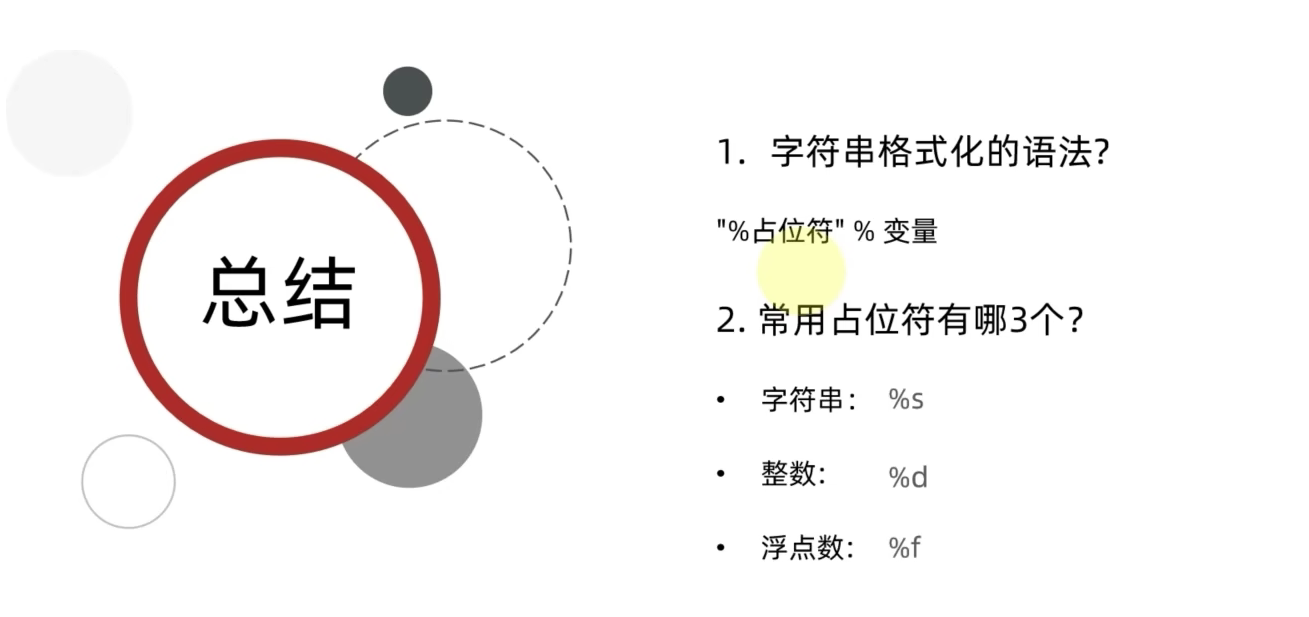 总结
1. 字符串格式化的语法?
"%占位符" % 变量
2. 常用占位符有哪3个?
• 字符串: %s
• 整数: %d
• 浮点数: %f